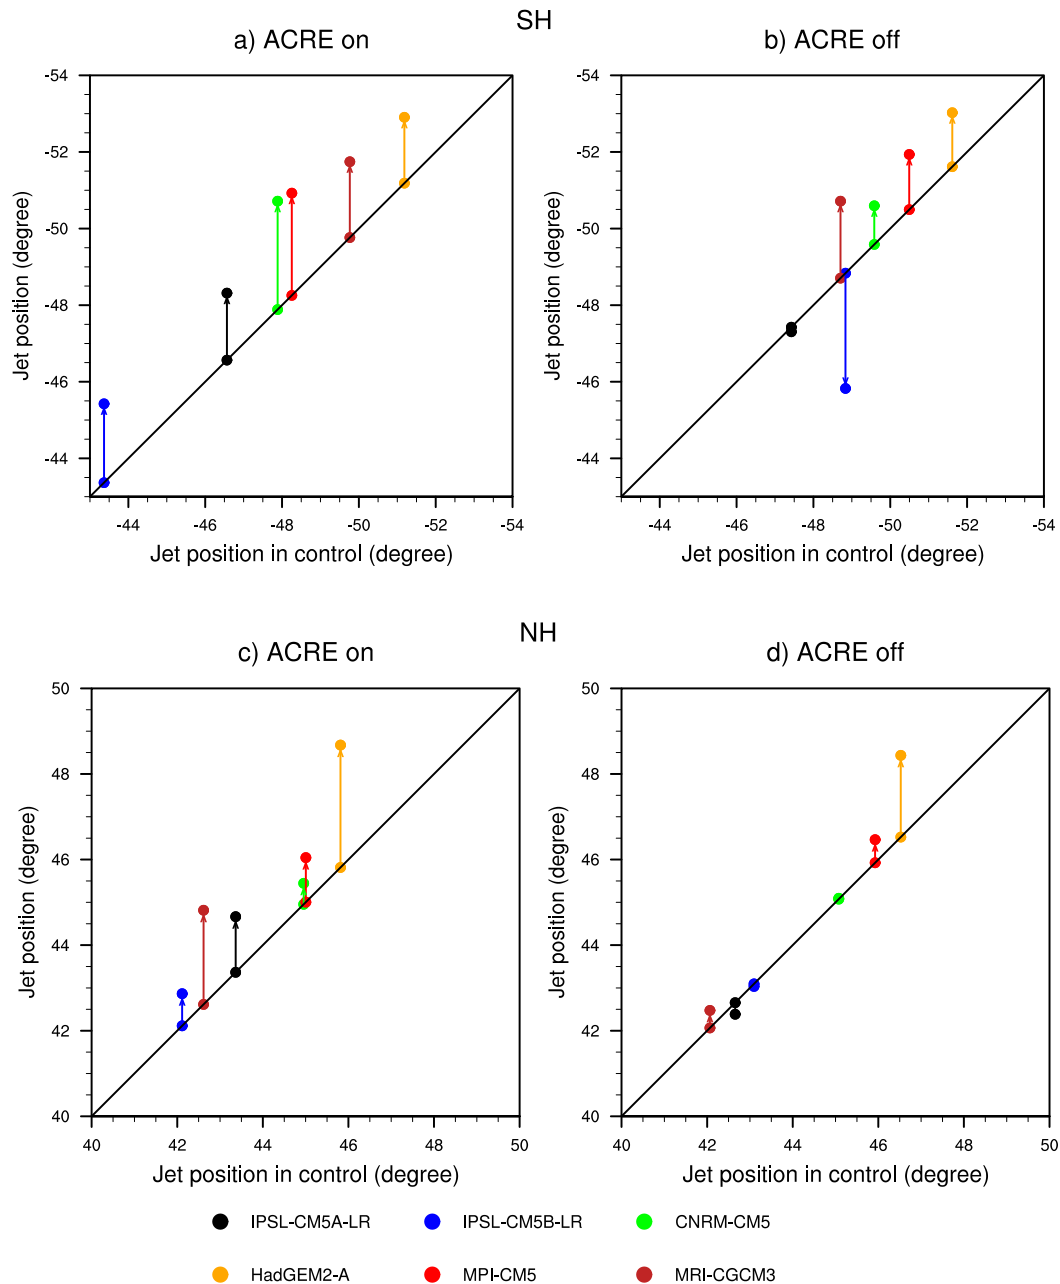 SH
a) ACRE on
b) ACRE off
-54
-52
-50
-48
-46
-44
Jet position (degree)
-44 -46 -48 -50 -52 -54
Jet position in control (degree)
-54
-52
-50
-48
-46
-44
Jet position (degree)
-44 -46 -48 -50 -52 -54
Jet position in control (degree)
NH
c) ACRE on
d) ACRE off
50
48
46
44
42
40
Jet position (degree)
40 42 44 46 48 50
Jet position in control (degree)
50
48
46
44
42
40
Jet position (degree)
40 42 44 46 48 50
Jet position in control (degree)
IPSL-CM5A-LR IPSL-CM5B-LR CNRM-CM5
HadGEM2-A MPI-CM5 MRI-CGCM3